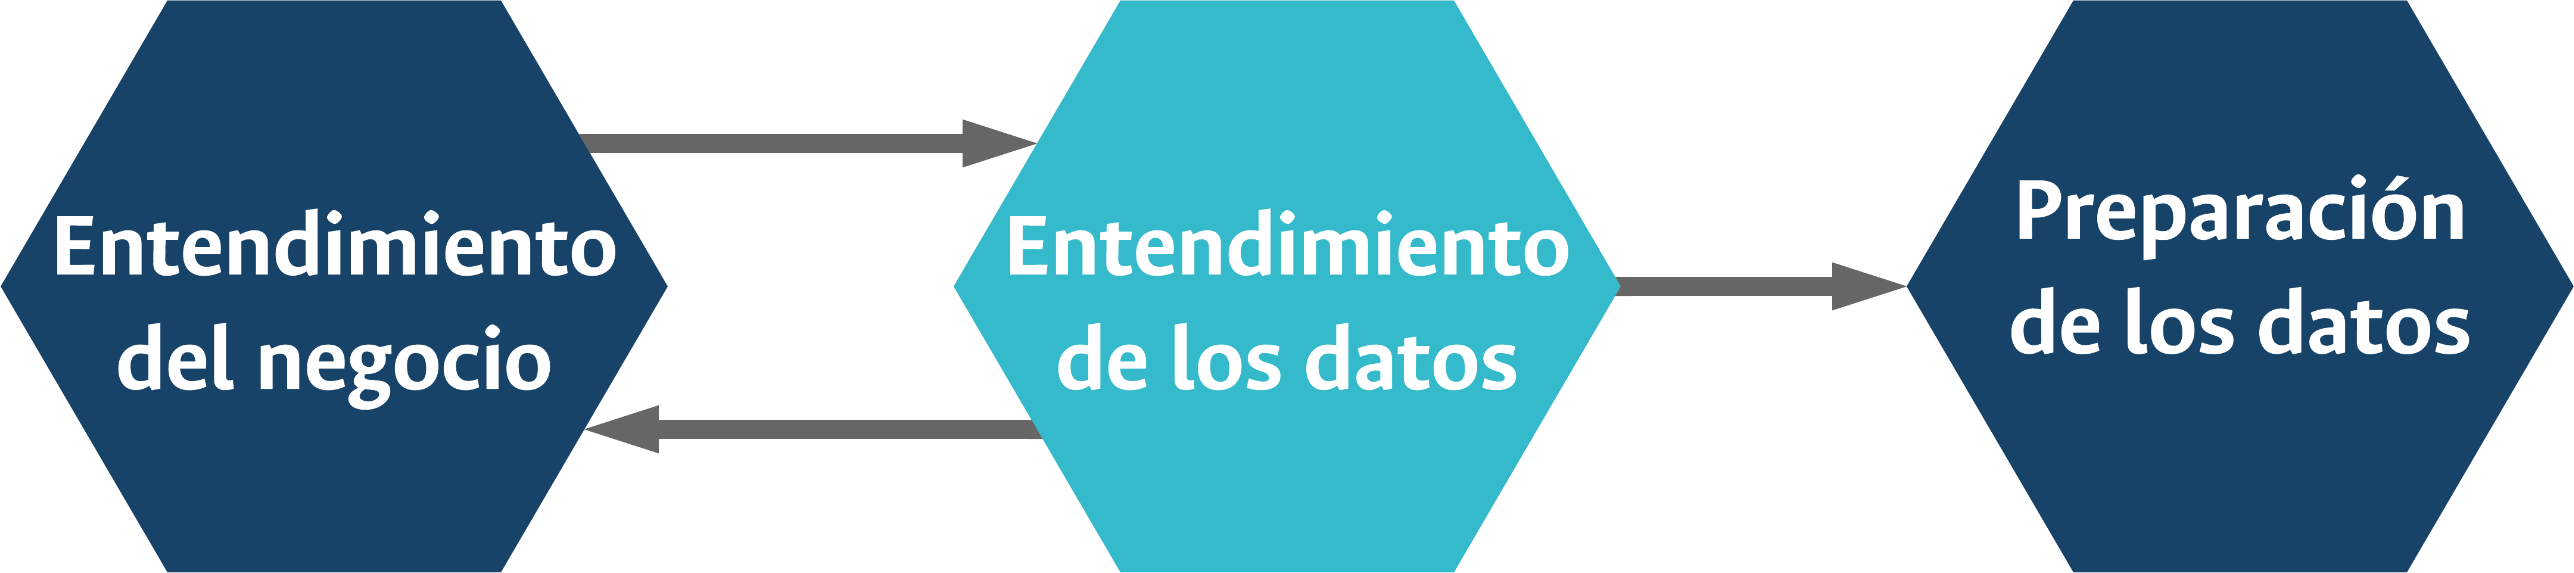 Entendimiento
del negocio
Entendimiento
de los datos
Preparación
de los datos